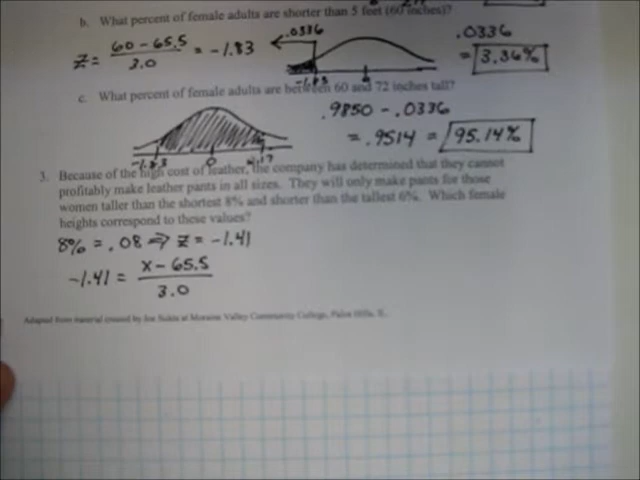 b. What percent of female adults are shorter than 5 feet (60 inches)?
z = 60 - 65.5 / 3.0 = -1.83
.0336
-1.83 0
.0336
= 3.36%
c. What percent of female adults are between 60 and 72 inches tall?
-1.83 0 2.17
.9850 - .0336
= .9514 = 95.14%
3. Because of the high cost of leather, the company has determined that they cannot
profitably make leather pants in all sizes. They will only make pants for those
women taller than the shortest 8% and shorter than the tallest 6%. Which female
heights correspond to these values?
8% = .08 ⇒ z = -1.41
-1.41 = x - 65.5 / 3.0
Adapted from material created by Joe at Moraine Valley Community College, Palos Hills, IL